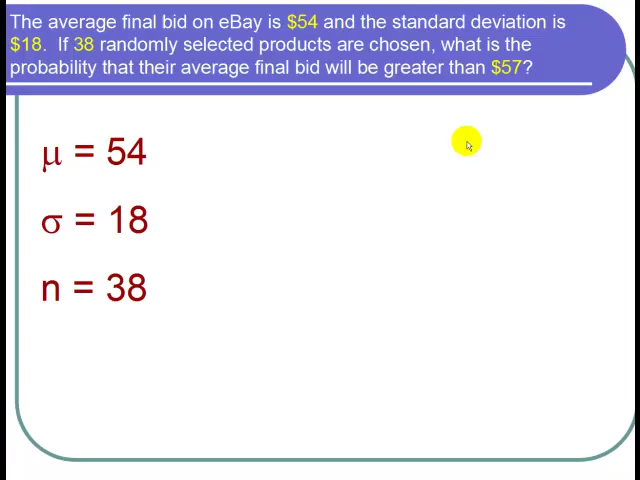 The average final bid on eBay is $54 and the standard deviation is
$18. If 38 randomly selected products are chosen, what is the
probability that their average final bid will be greater than $57?
μ = 54
σ = 18
n = 38